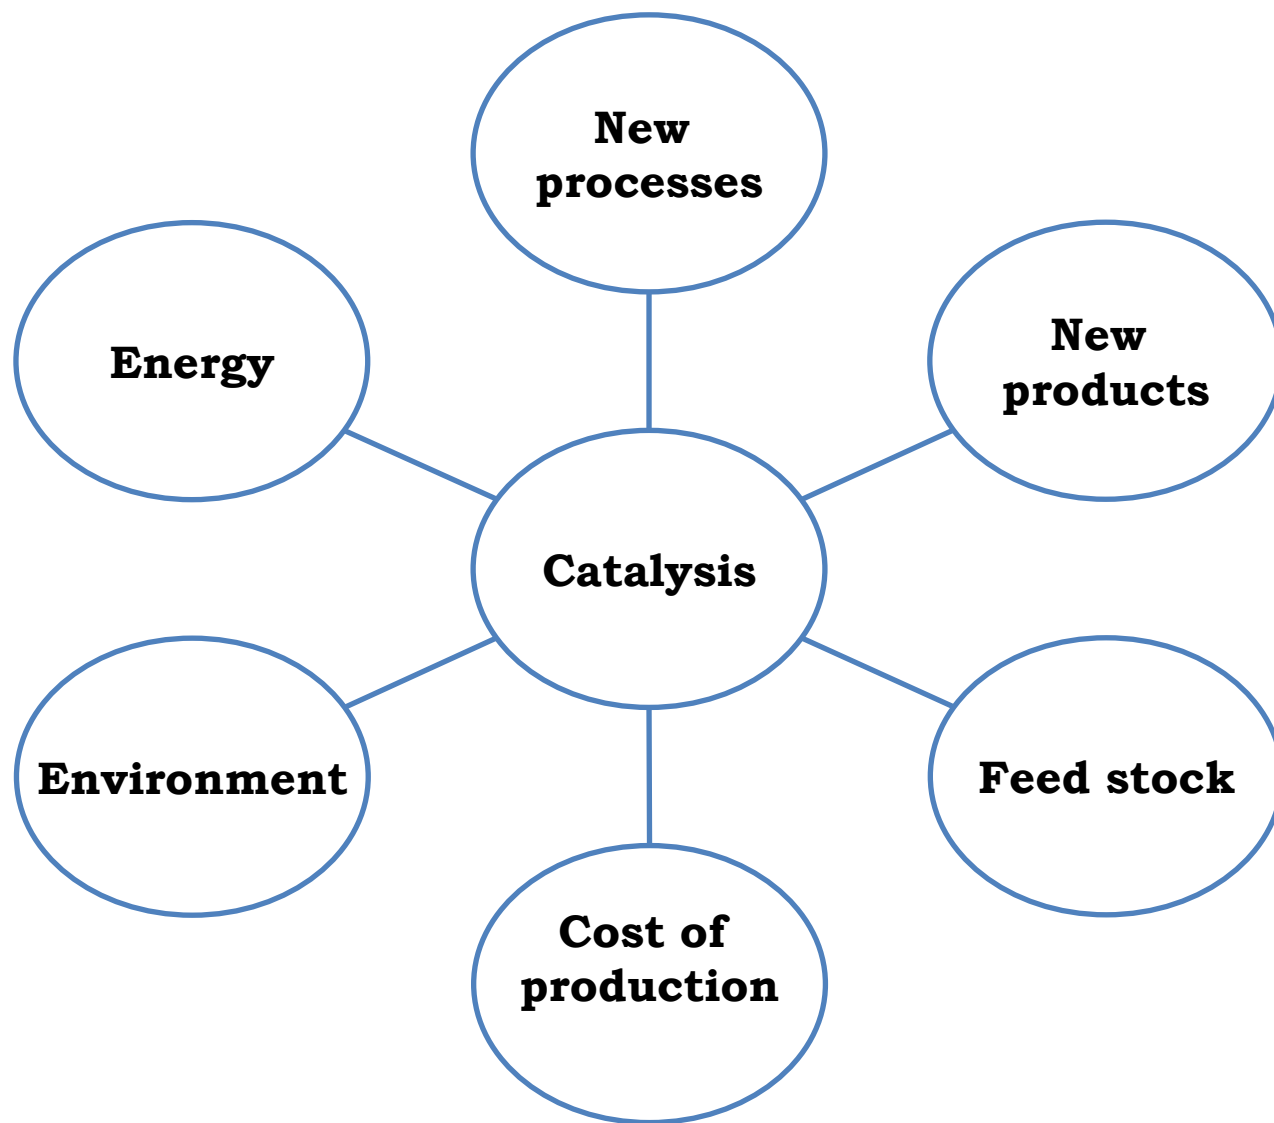 New
processes
Energy
New
products
Catalysis
Environment
Feed stock
Cost of
production